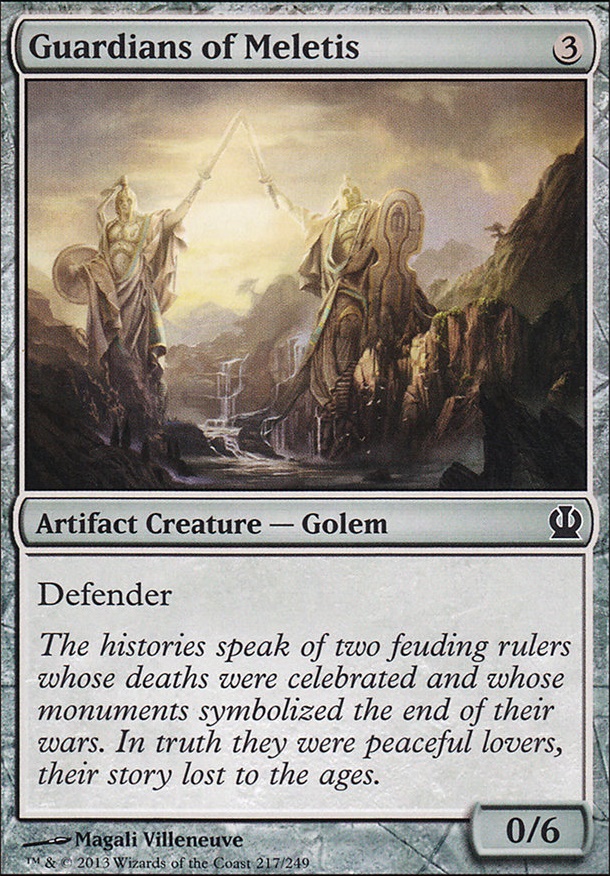 Guardians of Meletis 3
Artifact Creature — Golem
Defender
The histories speak of two feuding rulers
whose deaths were celebrated and whose
monuments symbolized the end of their
wars. In truth they were peaceful lovers,
their story lost to the ages.
0/6
Magali Villeneuve
™ & © 2013 Wizards of the Coast 217/249